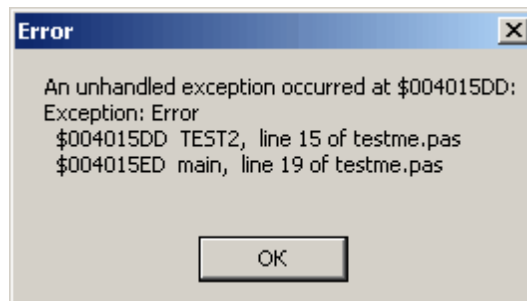 Error
An unhandled exception occurred at $004015DD:
Exception: Error
$004015DD TEST2, line 15 of testme.pas
$004015ED main, line 19 of testme.pas
OK